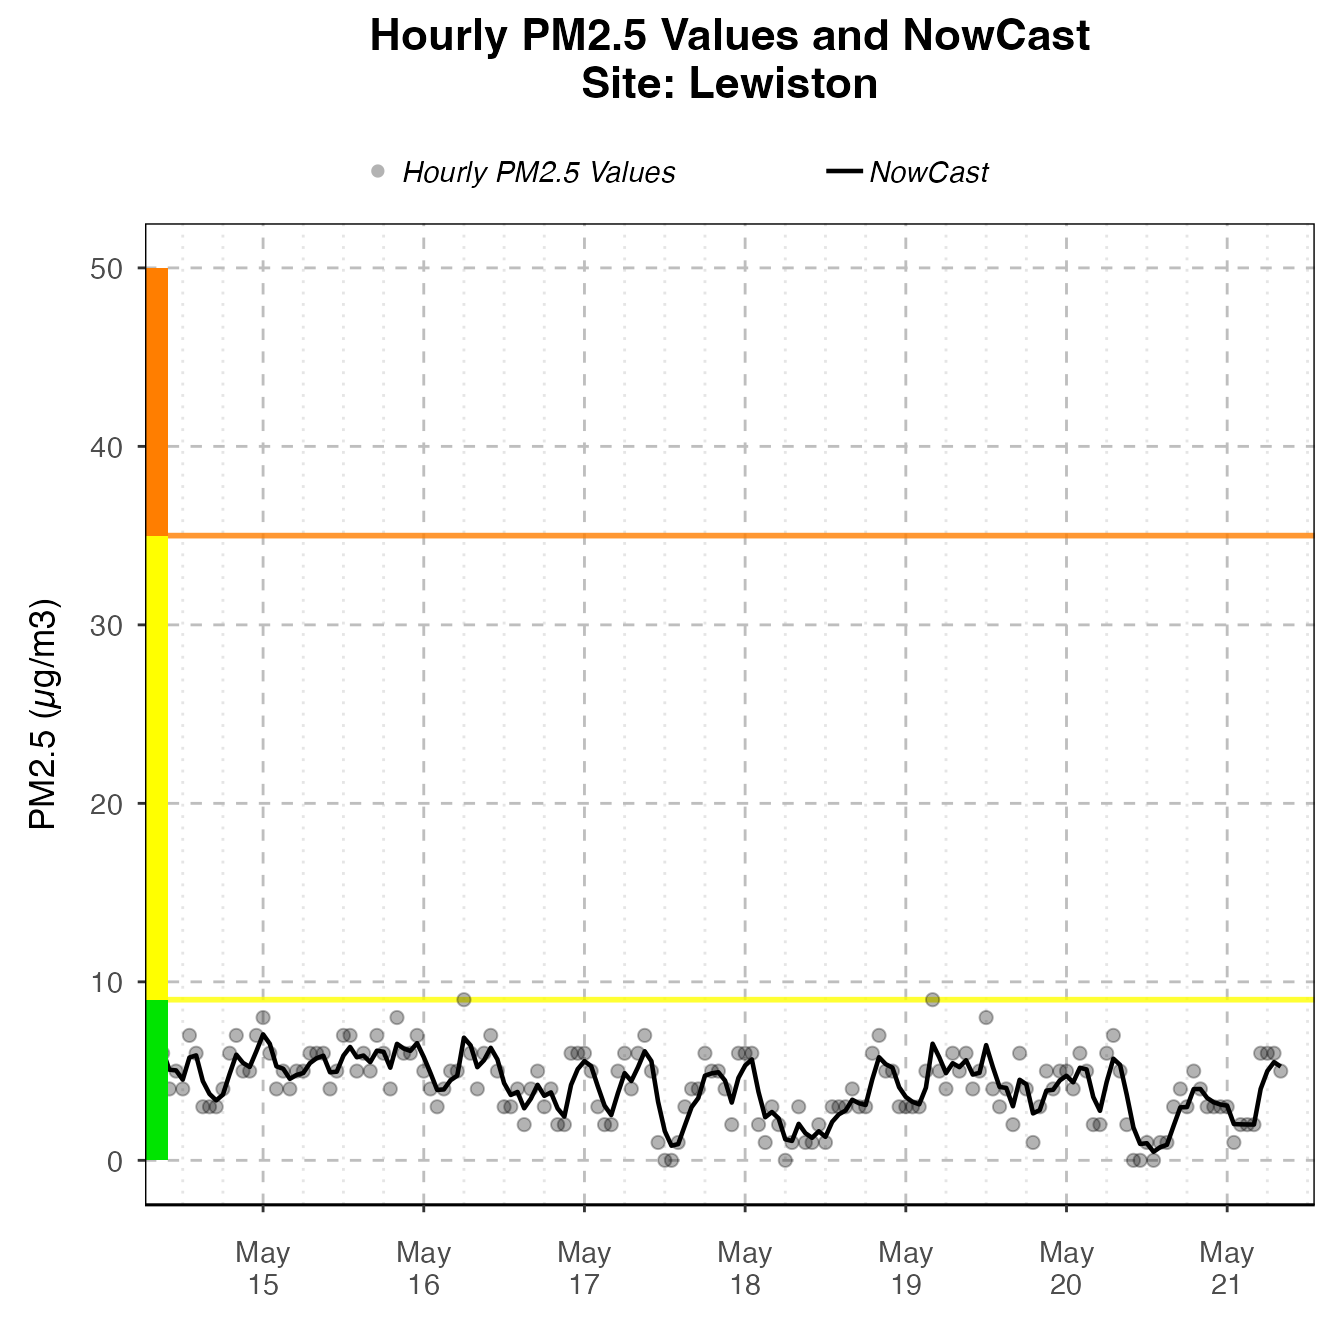 Hourly PM2.5 Values and NowCast
Site: Lewiston
Hourly PM2.5 Values
NowCast
PM2.5 (µg/m3)
50
40
30
20
10
0
May
15
May
16
May
17
May
18
May
19
May
20
May
21